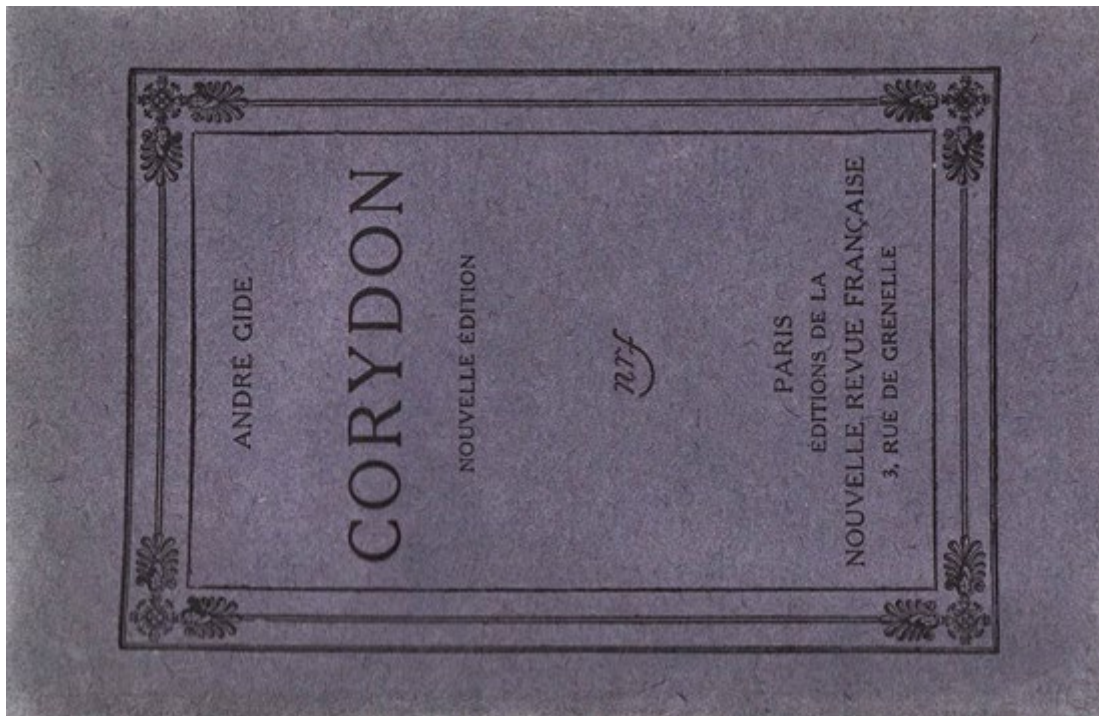 ANDRÉ GIDE
CORYDON
NOUVELLE ÉDITION
nrf
PARIS
ÉDITIONS DE LA
NOUVELLE REVUE FRANÇAISE
3, RUE DE GRENELLE